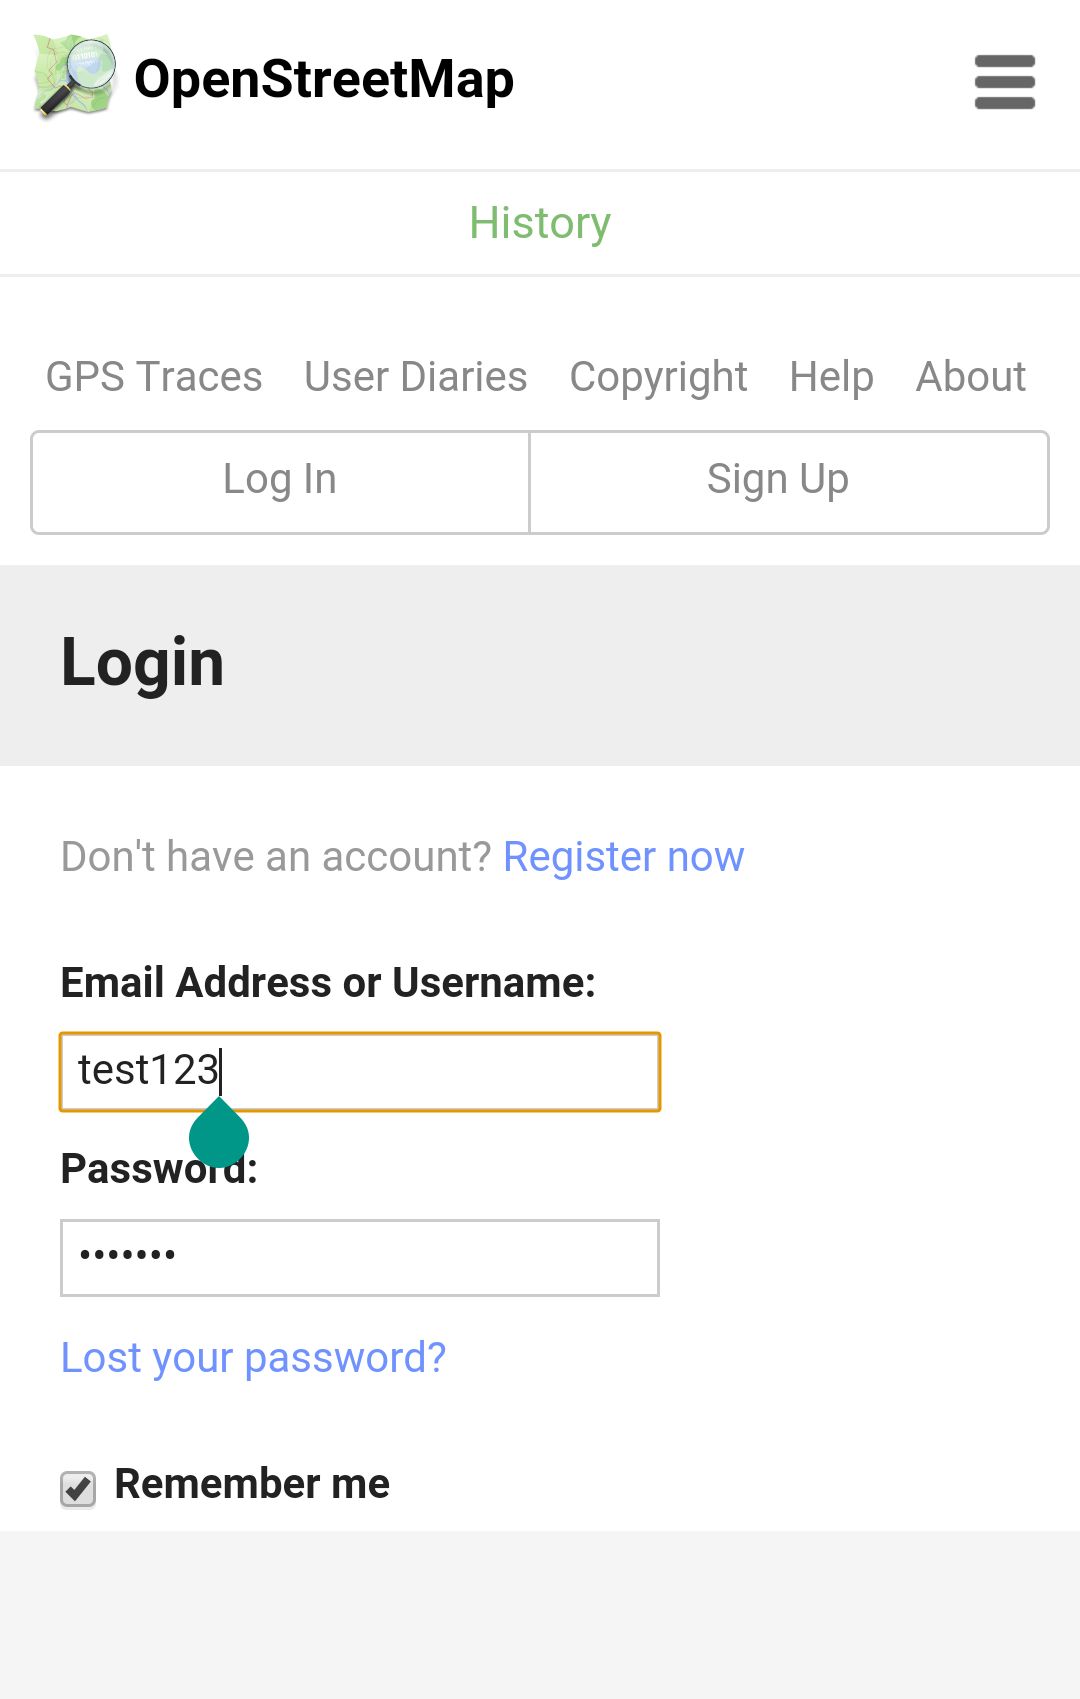 OpenStreetMap
History
GPS Traces User Diaries Copyright Help About
Log In Sign Up
Login
Don't have an account? Register now
Email Address or Username:
test123
Password:
•••••••
Lost your password?
Remember me